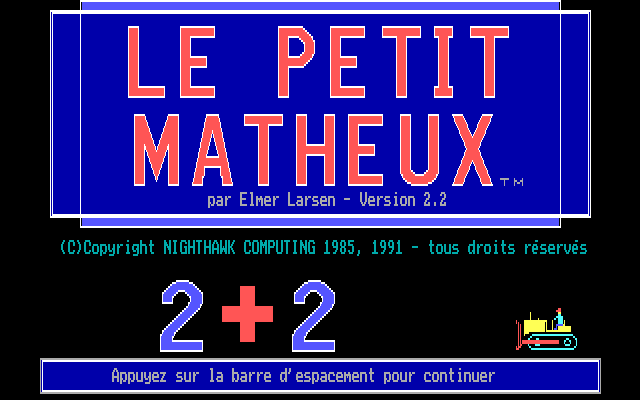 LE PETIT
MATHEUX™
par Elmer Larsen - Version 2.2
(C)Copyright NIGHTHAWK COMPUTING 1985, 1991 - tous droits réservés
2 + 2
Appuyez sur la barre d'espacement pour continuer